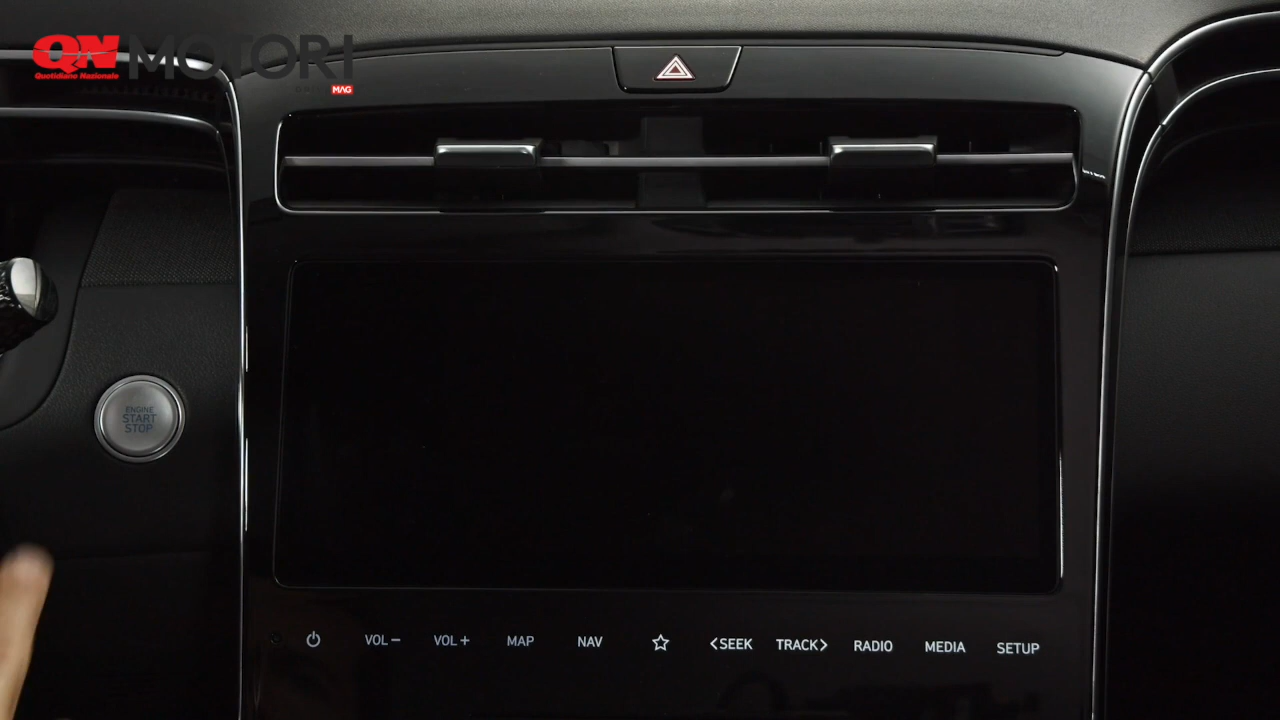 QN MOTORI
Quotidiano Nazionale
MAG
ENGINE
START
STOP
VOL − VOL + MAP NAV ☆ <SEEK TRACK> RADIO MEDIA SETUP